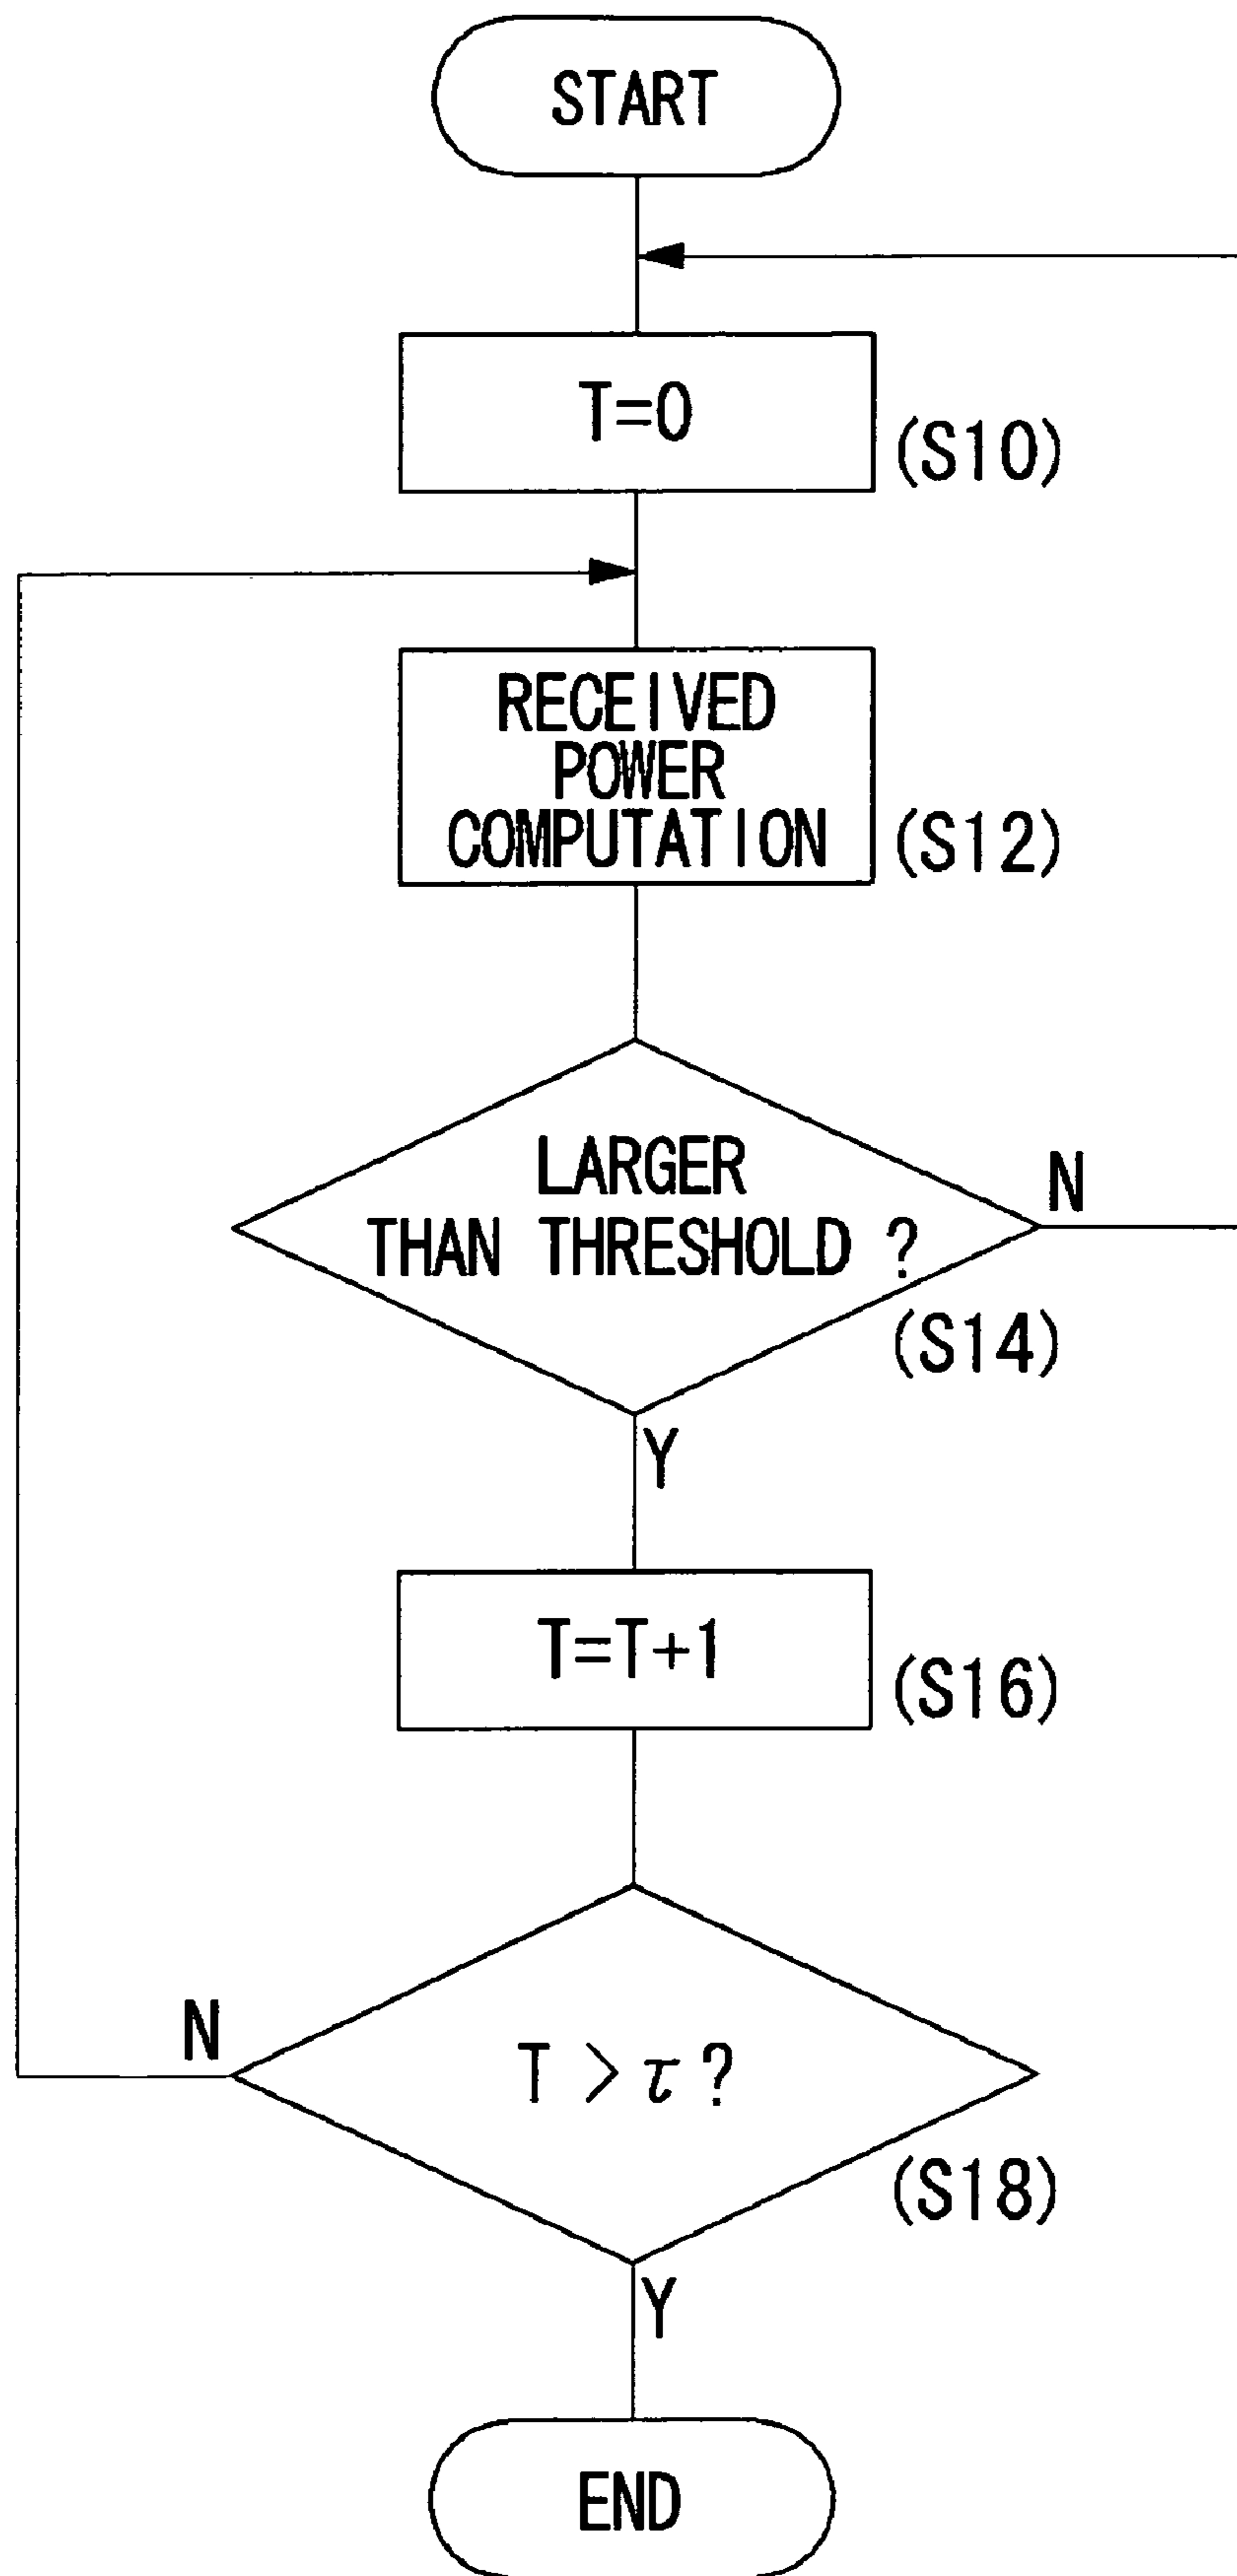 START
T=0
(S10)
RECEIVED
POWER
COMPUTATION
(S12)
LARGER
THAN THRESHOLD ?
N
(S14)
Y
T=T+1
(S16)
N
T > τ ?
(S18)
Y
END